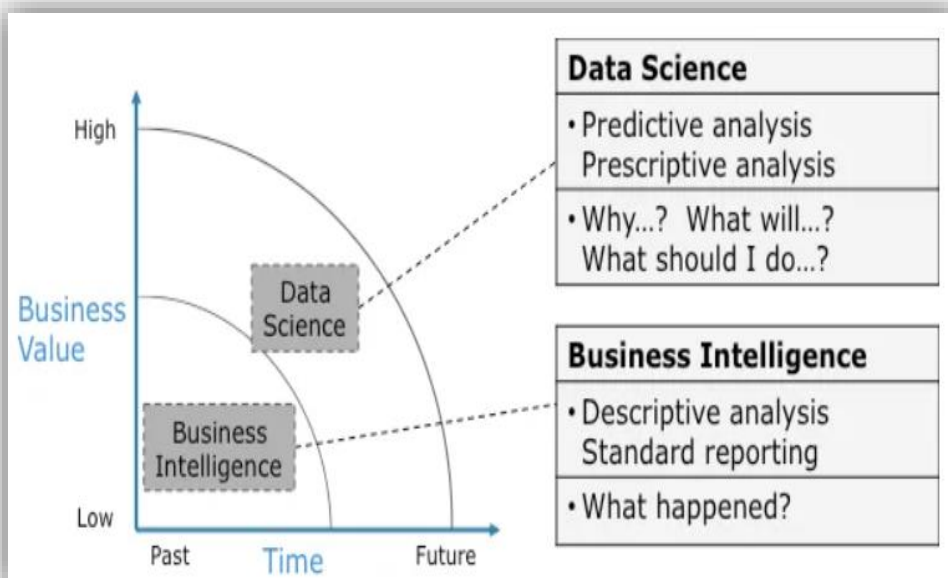 High
Business
Value
Low
Past
Time
Future
Data
Science
Business
Intelligence
Data Science
• Predictive analysis
Prescriptive analysis
• Why...? What will...?
What should I do...?
Business Intelligence
• Descriptive analysis
Standard reporting
• What happened?